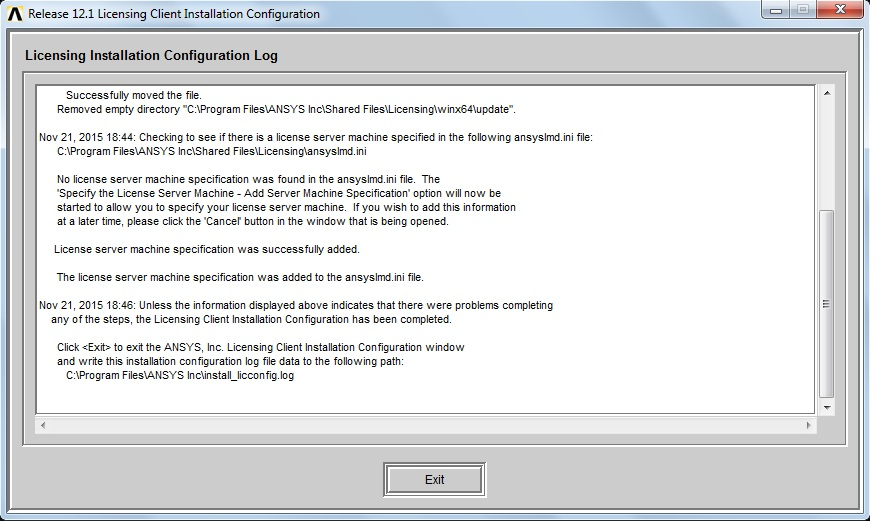 Release 12.1 Licensing Client Installation Configuration
Licensing Installation Configuration Log
Successfully moved the file.
Removed empty directory "C:\Program Files\ANSYS Inc\Shared Files\Licensing\winx64\update".
Nov 21, 2015 18:44: Checking to see if there is a license server machine specified in the following ansyslmd.ini file:
C:\Program Files\ANSYS Inc\Shared Files\Licensing\ansyslmd.ini
No license server machine specification was found in the ansyslmd.ini file.  The
'Specify the License Server Machine - Add Server Machine Specification' option will now be
started to allow you to specify your license server machine.  If you wish to add this information
at a later time, please click the 'Cancel' button in the window that is being opened.
License server machine specification was successfully added.
The license server machine specification was added to the ansyslmd.ini file.
Nov 21, 2015 18:46: Unless the information displayed above indicates that there were problems completing
any of the steps, the Licensing Client Installation Configuration has been completed.
Click <Exit> to exit the ANSYS, Inc. Licensing Client Installation Configuration window
and write this installation configuration log file data to the following path:
C:\Program Files\ANSYS Inc\install_licconfig.log
Exit